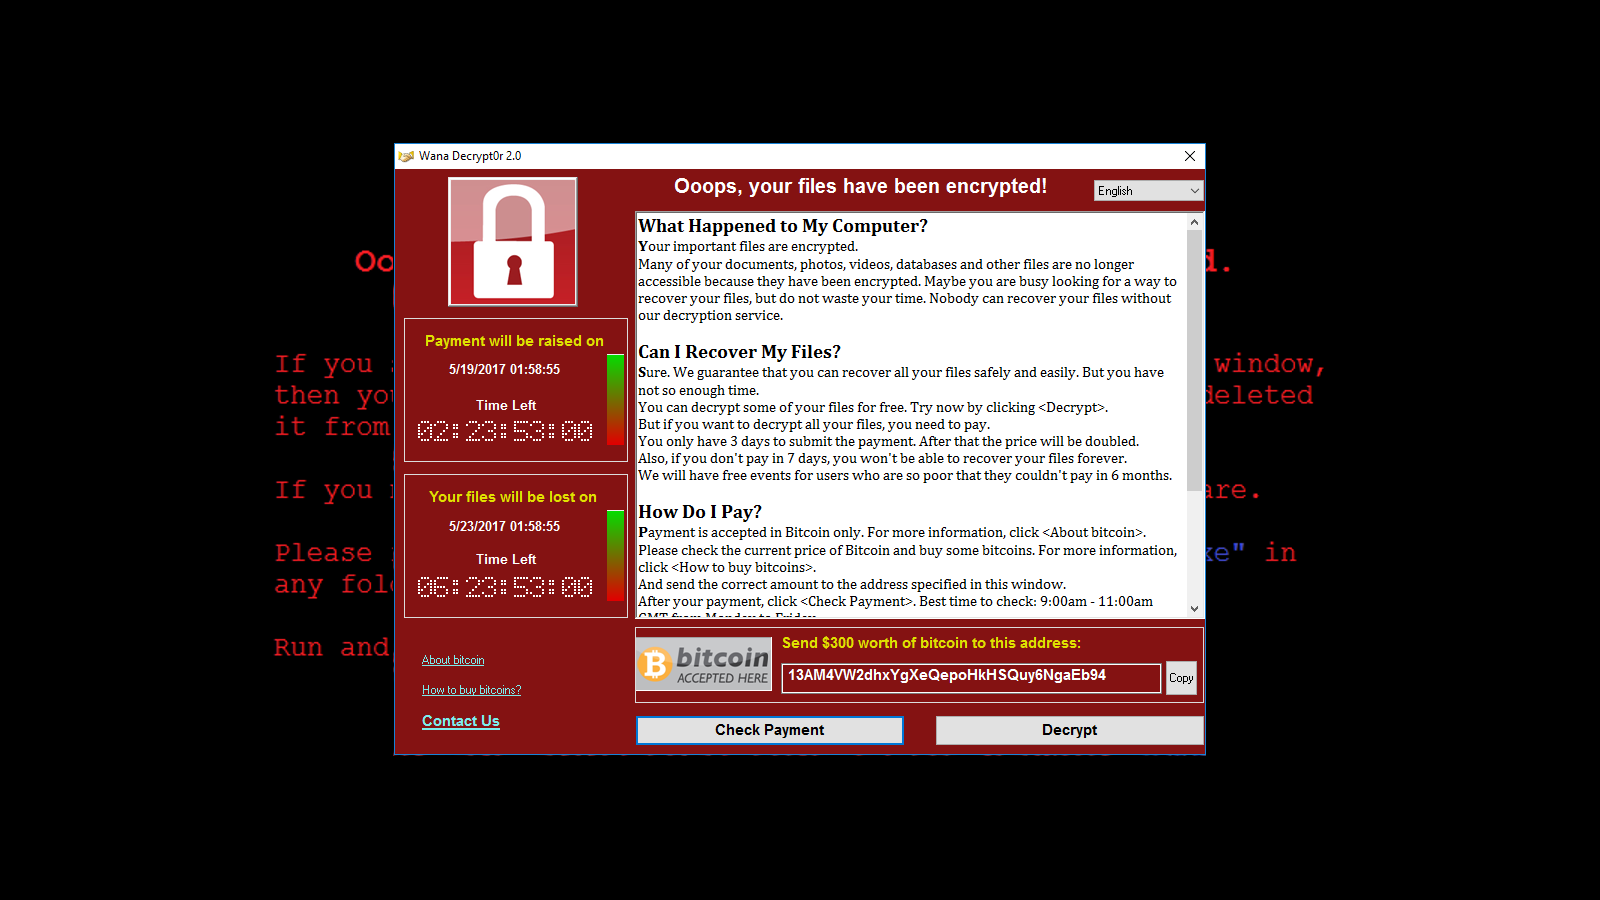 Wana Decrypt0r 2.0
Ooops, your files have been encrypted!
English
What Happened to My Computer?
Your important files are encrypted.
Many of your documents, photos, videos, databases and other files are no longer
accessible because they have been encrypted. Maybe you are busy looking for a way to
recover your files, but do not waste your time. Nobody can recover your files without
our decryption service.
Can I Recover My Files?
Sure. We guarantee that you can recover all your files safely and easily. But you have
not so enough time.
You can decrypt some of your files for free. Try now by clicking <Decrypt>.
But if you want to decrypt all your files, you need to pay.
You only have 3 days to submit the payment. After that the price will be doubled.
Also, if you don't pay in 7 days, you won't be able to recover your files forever.
We will have free events for users who are so poor that they couldn't pay in 6 months.
How Do I Pay?
Payment is accepted in Bitcoin only. For more information, click <About bitcoin>.
Please check the current price of Bitcoin and buy some bitcoins. For more information,
click <How to buy bitcoins>.
And send the correct amount to the address specified in this window.
After your payment, click <Check Payment>. Best time to check: 9:00am - 11:00am
GMT from Monday to Friday.
Payment will be raised on
5/19/2017 01:58:55
Time Left
02:23:53:00
Your files will be lost on
5/23/2017 01:58:55
Time Left
06:23:53:00
About bitcoin
How to buy bitcoins?
Contact Us
bitcoin
ACCEPTED HERE
Send $300 worth of bitcoin to this address:
13AM4VW2dhxYgXeQepoHkHSQuy6NgaEb94
Copy
Check Payment
Decrypt
Oo d.
If you window,
then you deleted
it from
If you are.
Please xe" in
any fol
Run and